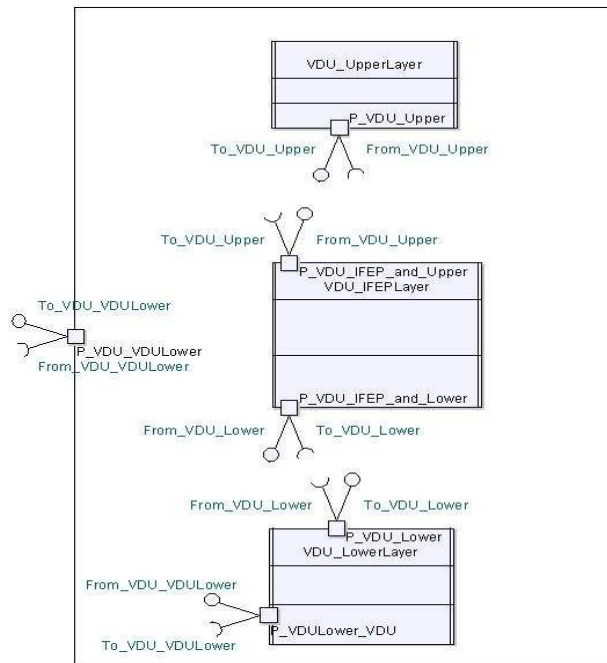 VDU_UpperLayer
P_VDU_Upper
To_VDU_Upper
From_VDU_Upper
To_VDU_Upper
From_VDU_Upper
P_VDU_IFEP_and_Upper
VDU_IFEPLayer
To_VDU_VDULower
P_VDU_VDULower
From_VDU_VDULower
P_VDU_IFEP_and_Lower
From_VDU_Lower
To_VDU_Lower
From_VDU_Lower
To_VDU_Lower
P_VDU_Lower
VDU_LowerLayer
From_VDU_VDULower
P_VDULower_VDU
To_VDU_VDULower